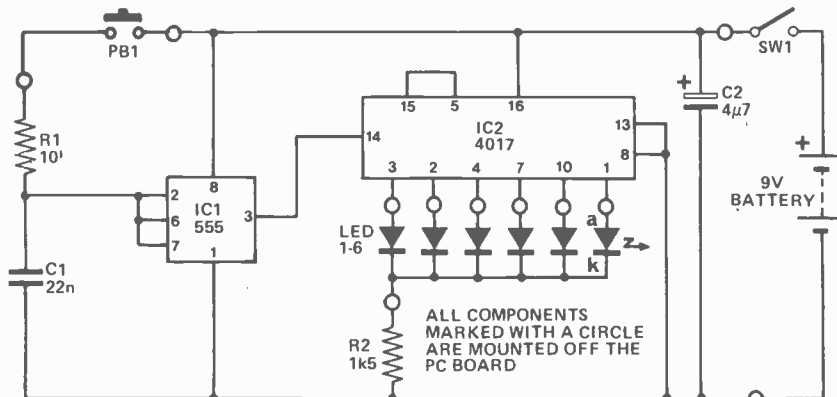 PB1
SW1
R1
10
C1
22n
2
6
7
8
3
1
IC1
555
15
5
16
14
IC2
4017
13
8
3
2
4
7
10
1
C2
4μ7
+
+
9V
BATTERY
LED
1-6
a
k
z
R2
1k5
ALL COMPONENTS
MARKED WITH A CIRCLE
ARE MOUNTED OFF THE
PC BOARD